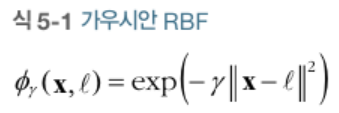 식 5-1 가우시안 RBF
ϕᵧ(x, ℓ) = exp(−γ‖x − ℓ‖²)